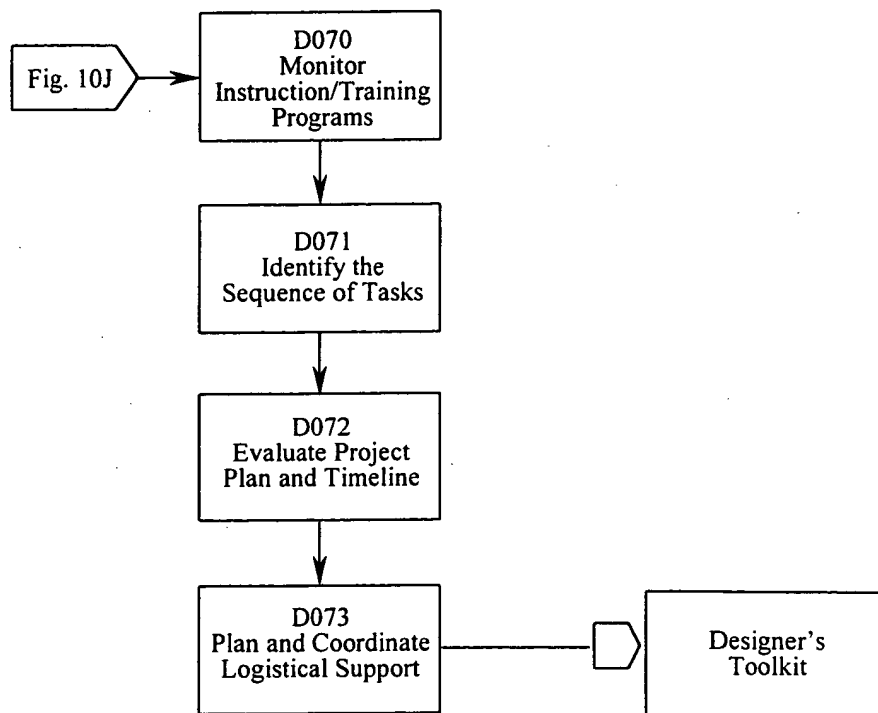 Fig. 10J
D070
Monitor
Instruction/Training
Programs
D071
Identify the
Sequence of Tasks
D072
Evaluate Project
Plan and Timeline
D073
Plan and Coordinate
Logistical Support
Designer's
Toolkit